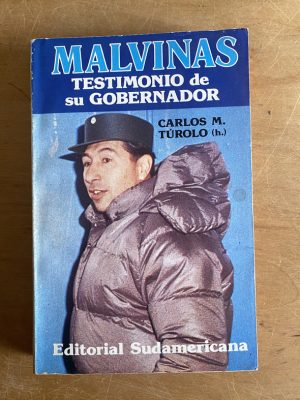 MALVINAS
TESTIMONIO de
su GOBERNADOR
CARLOS M.
TÚROLO (h.)
Editorial Sudamericana